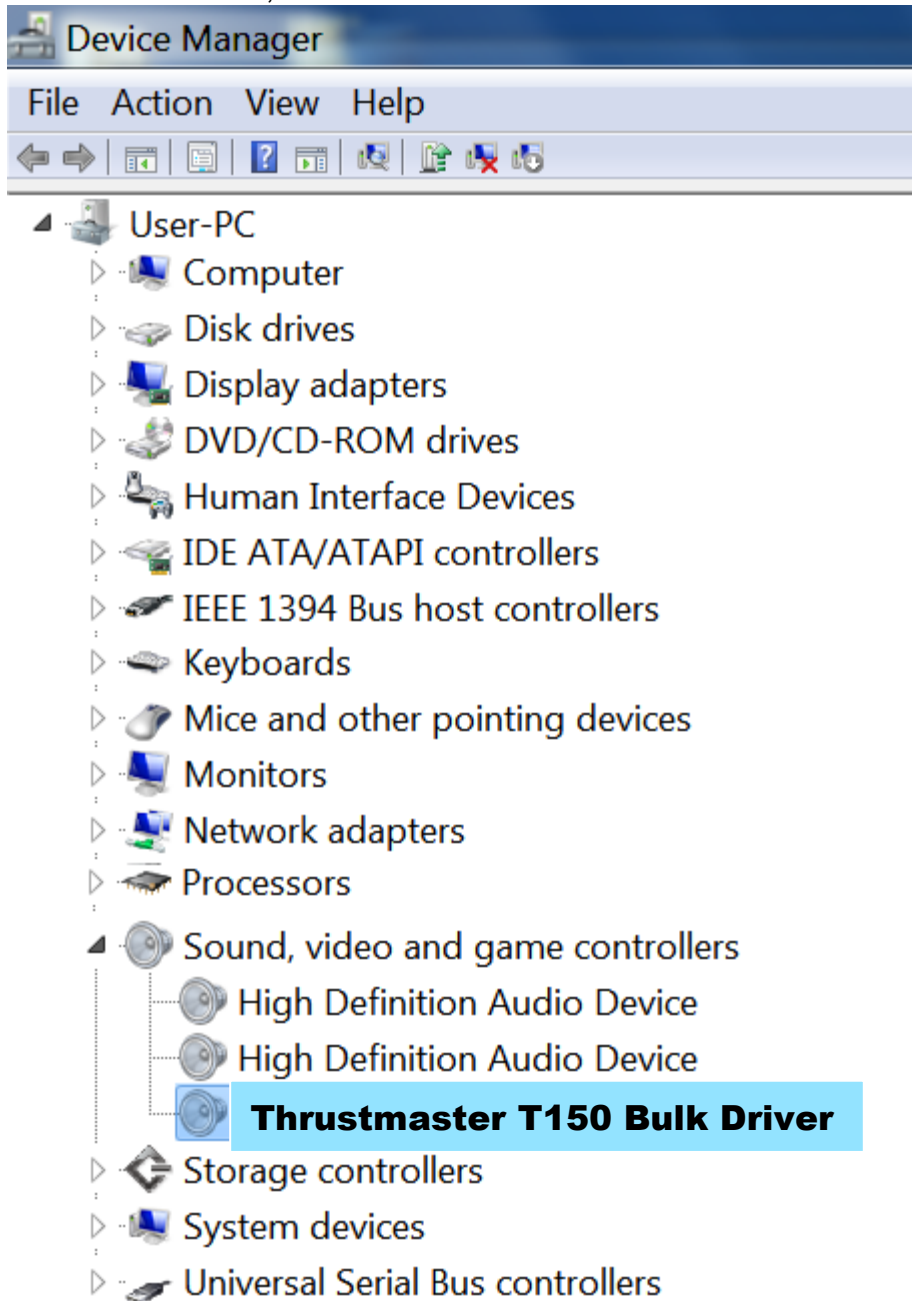 Device Manager
File Action View Help
User-PC
Computer
Disk drives
Display adapters
DVD/CD-ROM drives
Human Interface Devices
IDE ATA/ATAPI controllers
IEEE 1394 Bus host controllers
Keyboards
Mice and other pointing devices
Monitors
Network adapters
Processors
Sound, video and game controllers
High Definition Audio Device
High Definition Audio Device
Thrustmaster T150 Bulk Driver
Storage controllers
System devices
Universal Serial Bus controllers